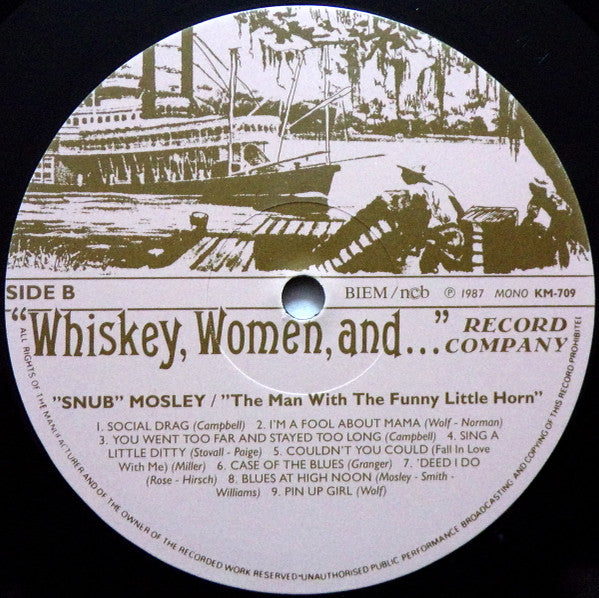 SIDE B
BIEM/ncb ℗ 1987 MONO KM-709
"Whiskey, Women, and..." RECORD COMPANY
"SNUB" MOSLEY / "The Man With The Funny Little Horn"
1. SOCIAL DRAG (Campbell) 2. I'M A FOOL ABOUT MAMA (Wolf - Norman)
3. YOU WENT TOO FAR AND STAYED TOO LONG (Campbell) 4. SING A
LITTLE DITTY (Stovall - Paige) 5. COULDN'T YOU COULD (Fall In Love
With Me) (Miller) 6. CASE OF THE BLUES (Granger) 7. 'DEED I DO
(Rose - Hirsch) 8. BLUES AT HIGH NOON (Mosley - Smith -
Williams) 9. PIN UP GIRL (Wolf)
ALL RIGHTS OF THE MANUFACTURER AND OF THE OWNER OF THE RECORDED WORK RESERVED•UNAUTHORISED PUBLIC PERFORMANCE BROADCASTING AND COPYING OF THIS RECORD PROHIBITEL